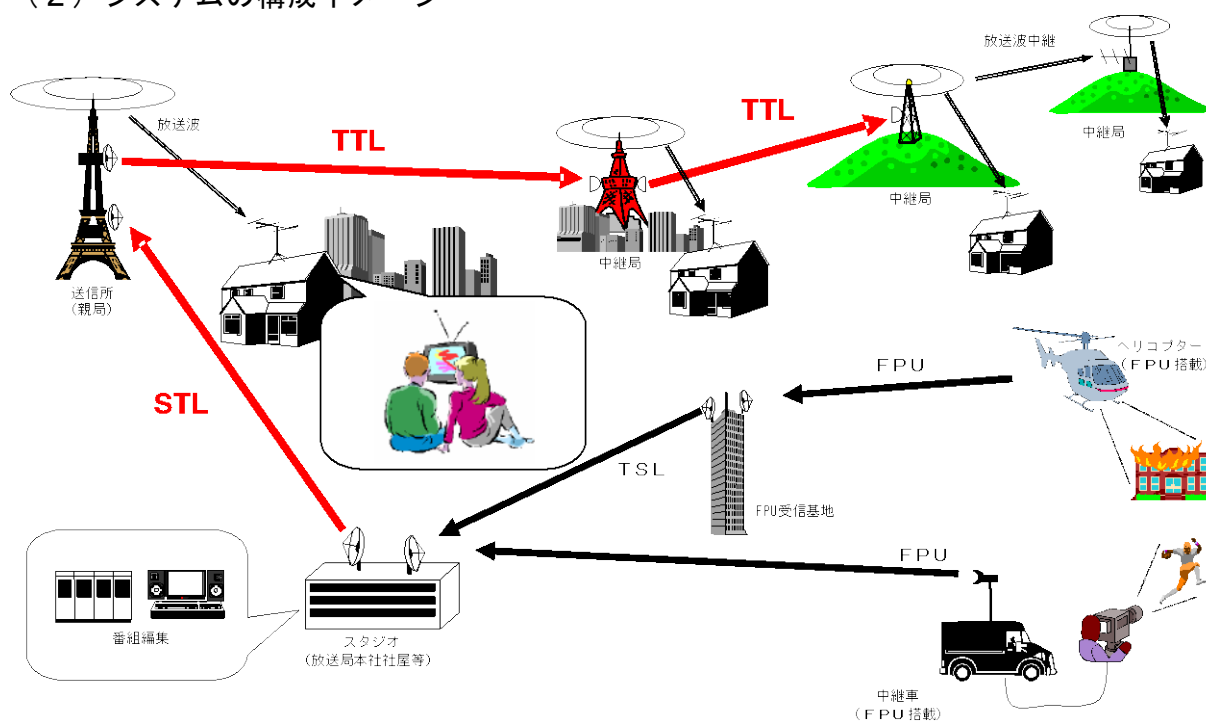 （２）システムの構成イメージ
放送波中継
中継局
放送波
TTL
TTL
中継局
中継局
送信所
(親局)
STL
ヘリコプター
(ＦＰＵ搭載)
ＦＰＵ
ＴＳＬ
FPU受信基地
ＦＰＵ
番組編集
スタジオ
(放送局本社社屋等)
中継車
(ＦＰＵ搭載)